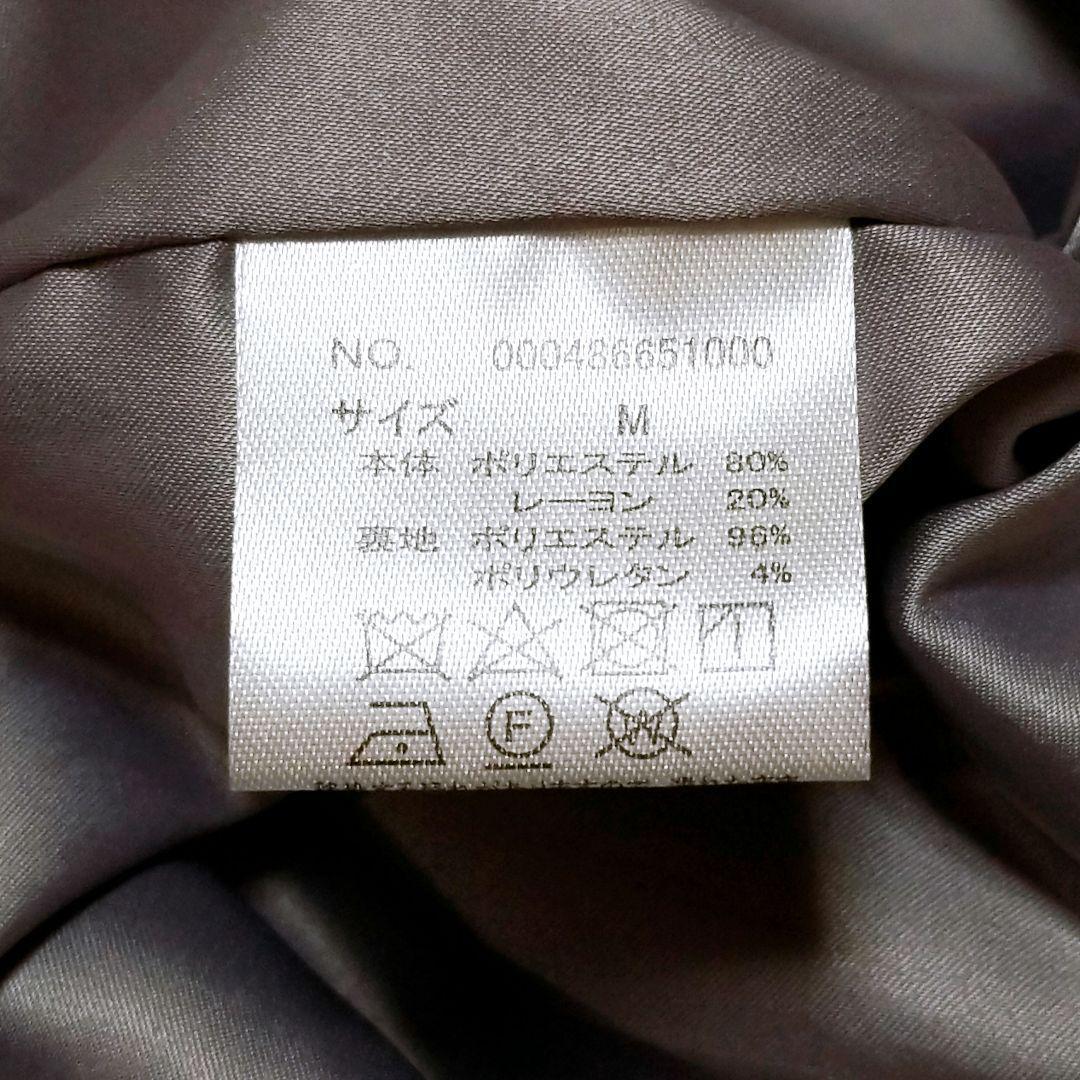 NO. 000486651000
サイズ M
本体 ポリエステル 80%
レーヨン 20%
裏地 ポリエステル 96%
ポリウレタン 4%
F
W